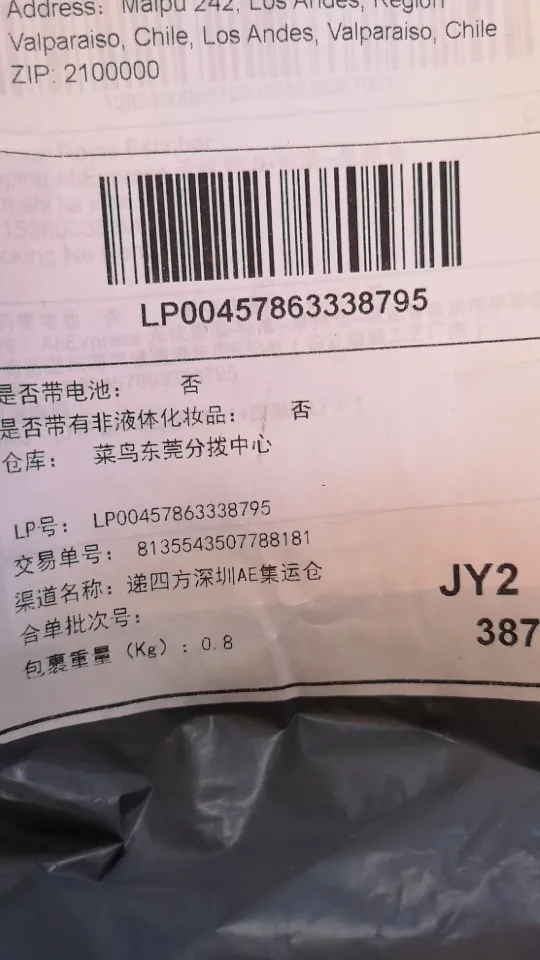 Address: Maipu 242, Los Andes, Region
Valparaiso, Chile, Los Andes, Valparaiso, Chile
ZIP: 2100000
LP00457863338795
是否带电池： 否
是否带有非液体化妆品： 否
仓库： 菜鸟东莞分拨中心
LP号： LP00457863338795
交易单号： 8135543507788181
渠道名称：递四方深圳AE集运仓
合单批次号：
包裹重量（Kg）：0.8
JY2
387